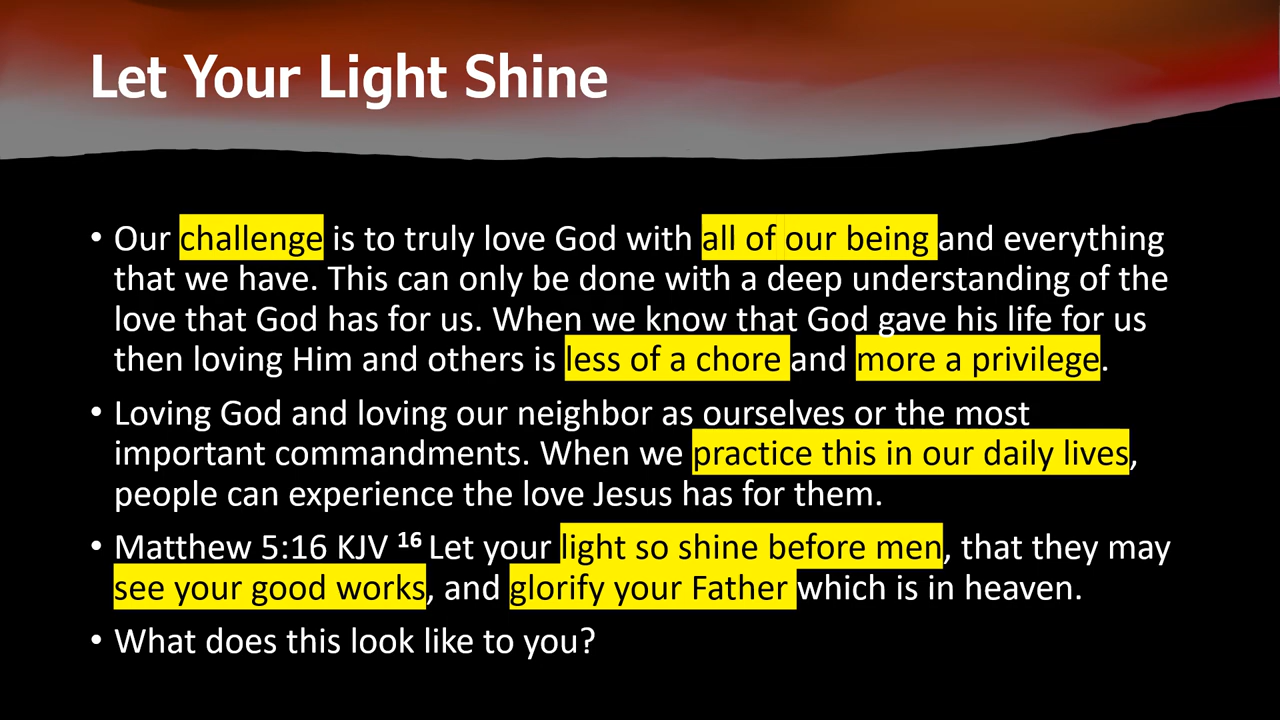 Let Your Light Shine
• Our challenge is to truly love God with all of our being and everything
that we have. This can only be done with a deep understanding of the
love that God has for us. When we know that God gave his life for us
then loving Him and others is less of a chore and more a privilege.
• Loving God and loving our neighbor as ourselves or the most
important commandments. When we practice this in our daily lives,
people can experience the love Jesus has for them.
• Matthew 5:16 KJV 16 Let your light so shine before men, that they may
see your good works, and glorify your Father which is in heaven.
• What does this look like to you?